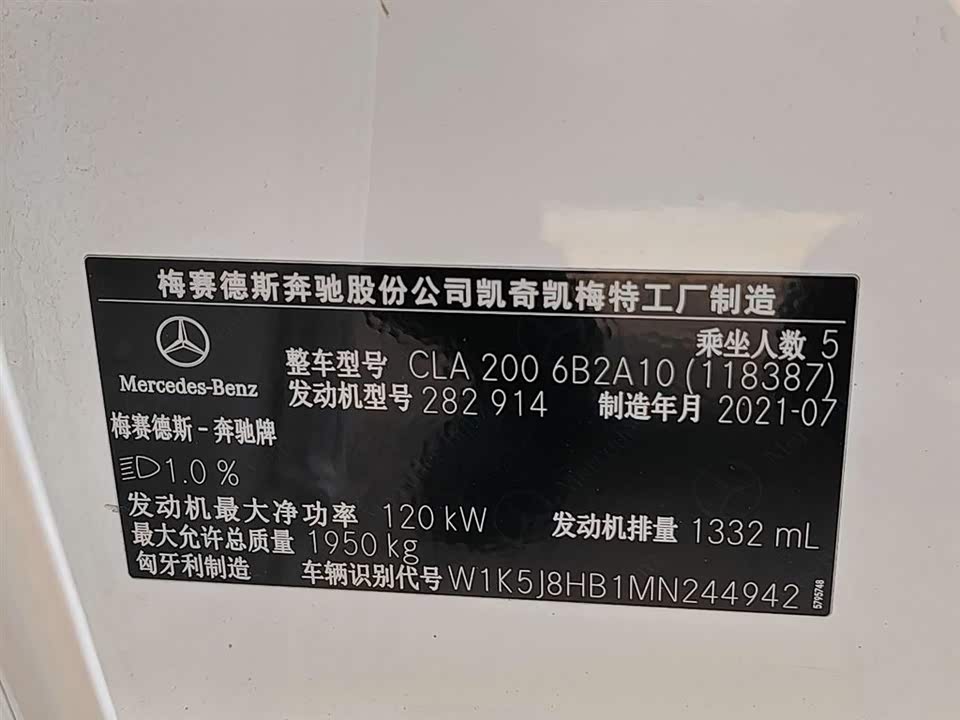 梅赛德斯奔驰股份公司凯奇凯梅特工厂制造
乘坐人数 5
Mercedes-Benz
整车型号 CLA 200 6B2A10 (118387)
发动机型号 282 914 制造年月 2021-07
梅赛德斯-奔驰牌
1.0 %
发动机最大净功率 120 kW 发动机排量 1332 mL
最大允许总质量 1950 kg
匈牙利制造 车辆识别代号 W1K5J8HB1MN244942
5795748